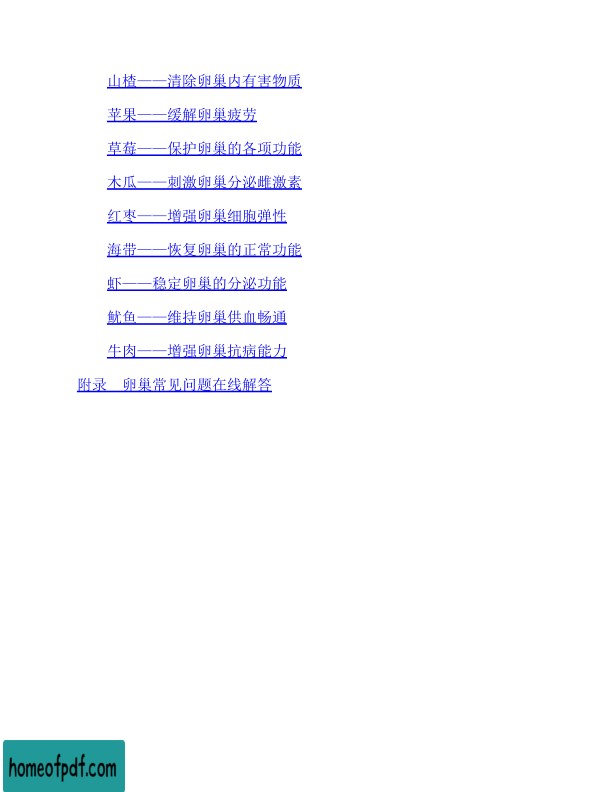 山楂——清除卵巢内有害物质
苹果——缓解卵巢疲劳
草莓——保护卵巢的各项功能
木瓜——刺激卵巢分泌雌激素
红枣——增强卵巢细胞弹性
海带——恢复卵巢的正常功能
虾——稳定卵巢的分泌功能
鱿鱼——维持卵巢供血畅通
牛肉——增强卵巢抗病能力
附录　卵巢常见问题在线解答
homeofpdf.com